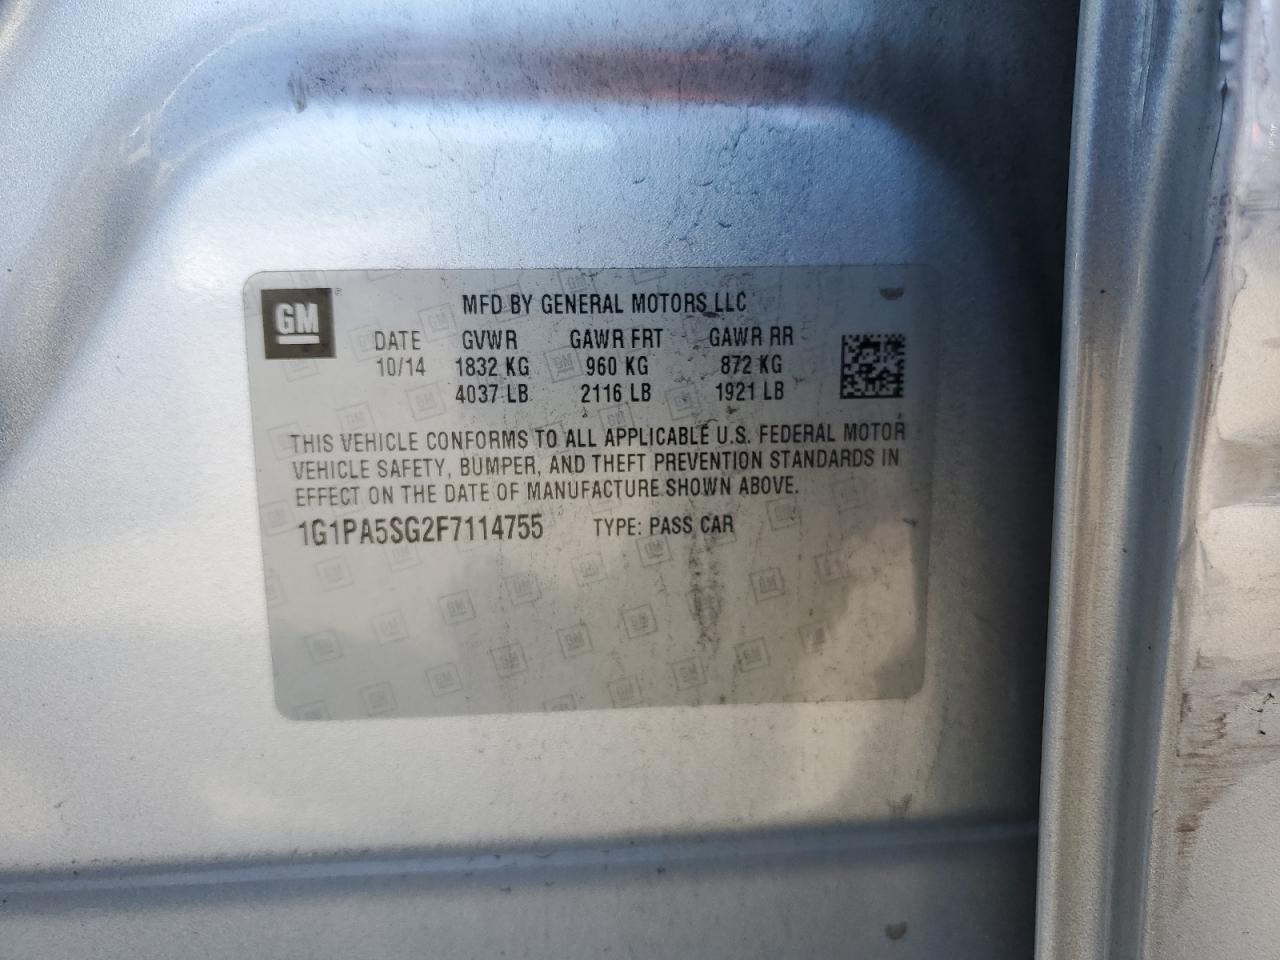 GM
MFD BY GENERAL MOTORS LLC
DATE GVWR GAWR FRT GAWR RR
10/14 1832 KG 960 KG 872 KG
4037 LB 2116 LB 1921 LB
THIS VEHICLE CONFORMS TO ALL APPLICABLE U.S. FEDERAL MOTOR
VEHICLE SAFETY, BUMPER, AND THEFT PREVENTION STANDARDS IN
EFFECT ON THE DATE OF MANUFACTURE SHOWN ABOVE.
1G1PA5SG2F7114755 TYPE: PASS CAR